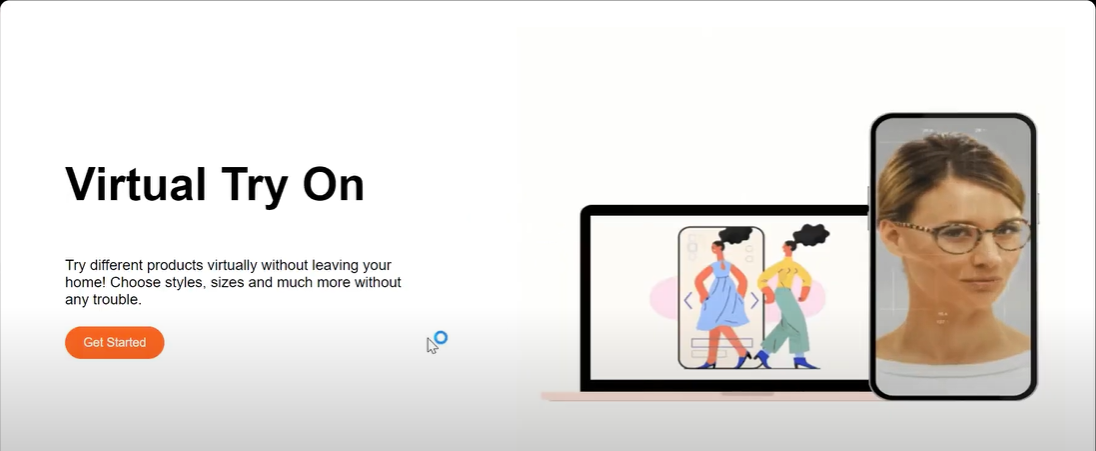 Virtual Try On
Try different products virtually without leaving your
home! Choose styles, sizes and much more without
any trouble.
Get Started